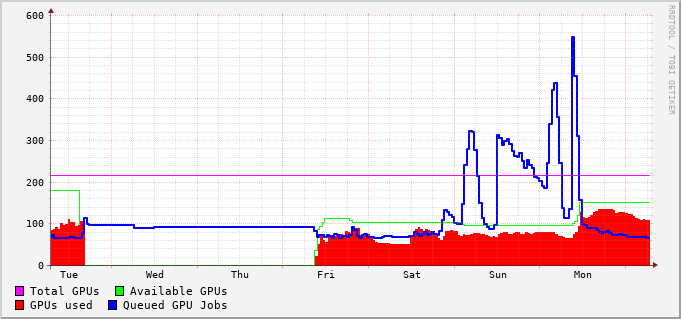 600
500
400
300
200
100
0
Tue Wed Thu Fri Sat Sun Mon
Total GPUs Available GPUs
GPUs used Queued GPU Jobs
RRDTOOL / TOBI OETIKER